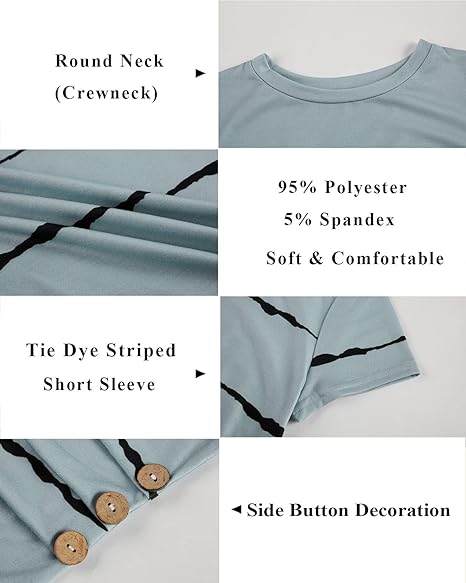 Round Neck
(Crewneck)
95% Polyester
5% Spandex
Soft & Comfortable
Tie Dye Striped
Short Sleeve
Side Button Decoration